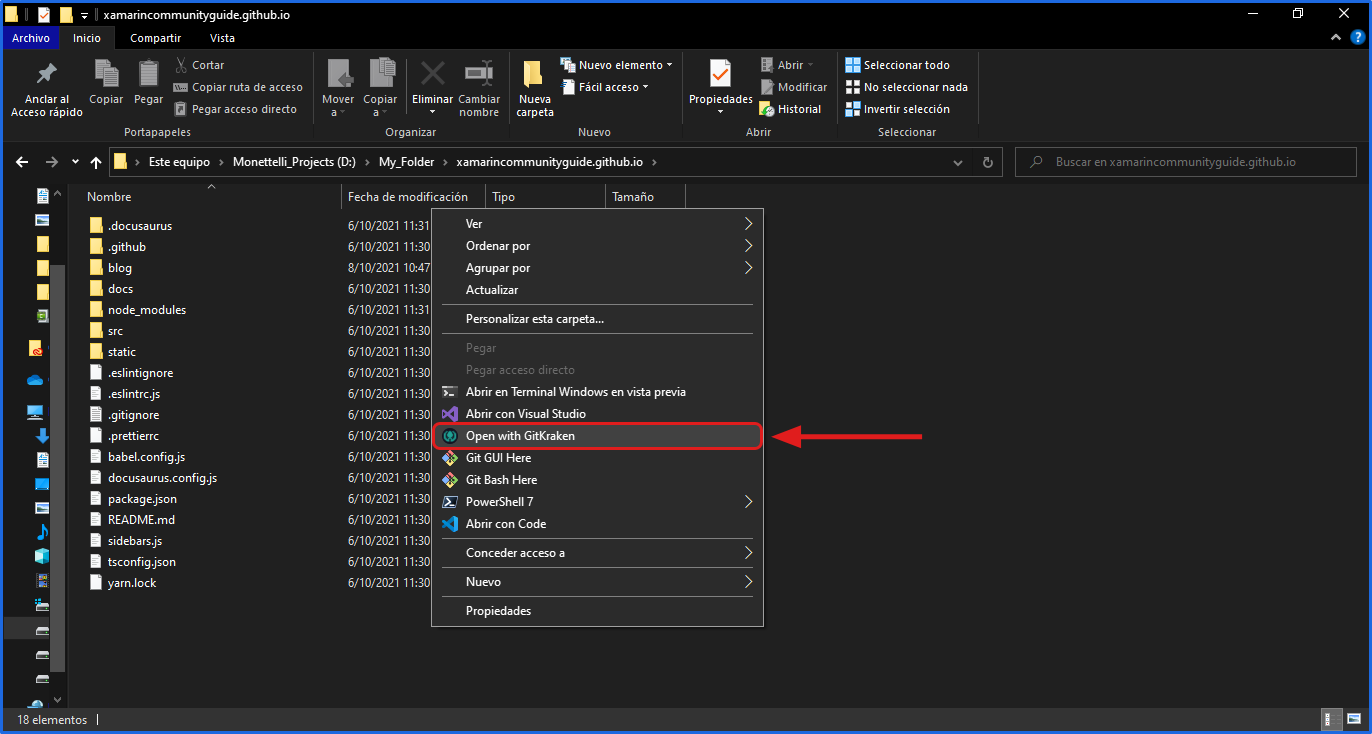 xamarincommunityguide.github.io
Archivo Inicio Compartir Vista
Anclar al Acceso rápido
Copiar
Pegar
Cortar
Copiar ruta de acceso
Pegar acceso directo
Portapapeles
Mover a
Copiar a
Eliminar
Cambiar nombre
Organizar
Nueva carpeta
Nuevo elemento
Fácil acceso
Nuevo
Propiedades
Abrir
Modificar
Historial
Abrir
Seleccionar todo
No seleccionar nada
Invertir selección
Seleccionar
Este equipo > Monettelli_Projects (D:) > My_Folder > xamarincommunityguide.github.io >
Buscar en xamarincommunityguide.github.io
Nombre Fecha de modificación Tipo Tamaño
.docusaurus 6/10/2021 11:31
.github 6/10/2021 11:30
blog 8/10/2021 10:47
docs 6/10/2021 11:30
node_modules 6/10/2021 11:31
src 6/10/2021 11:30
static 6/10/2021 11:30
.eslintignore 6/10/2021 11:30
.eslintrc.js 6/10/2021 11:30
.gitignore 6/10/2021 11:30
.prettierrc 6/10/2021 11:30
babel.config.js 6/10/2021 11:30
docusaurus.config.js 6/10/2021 11:30
package.json 6/10/2021 11:30
README.md 6/10/2021 11:30
sidebars.js 6/10/2021 11:30
tsconfig.json 6/10/2021 11:30
yarn.lock 6/10/2021 11:30
Ver
Ordenar por
Agrupar por
Actualizar
Personalizar esta carpeta...
Pegar
Pegar acceso directo
Abrir en Terminal Windows en vista previa
Abrir con Visual Studio
Open with GitKraken
Git GUI Here
Git Bash Here
PowerShell 7
Abrir con Code
Conceder acceso a
Nuevo
Propiedades
18 elementos